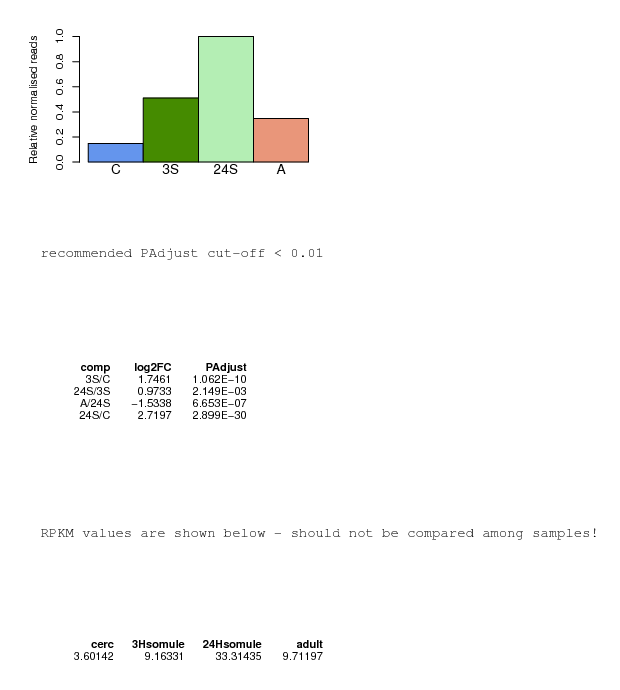 Relative normalised reads
1.0
0.8
0.6
0.4
0.2
0.0
C 3S 24S A
recommended PAdjust cut-off < 0.01
comp log2FC PAdjust
3S/C 1.7461 1.062E−10
24S/3S 0.9733 2.149E−03
A/24S −1.5338 6.653E−07
24S/C 2.7197 2.899E−30
RPKM values are shown below - should not be compared among samples!
cerc 3Hsomule 24Hsomule adult
3.60142 9.16331 33.31435 9.71197